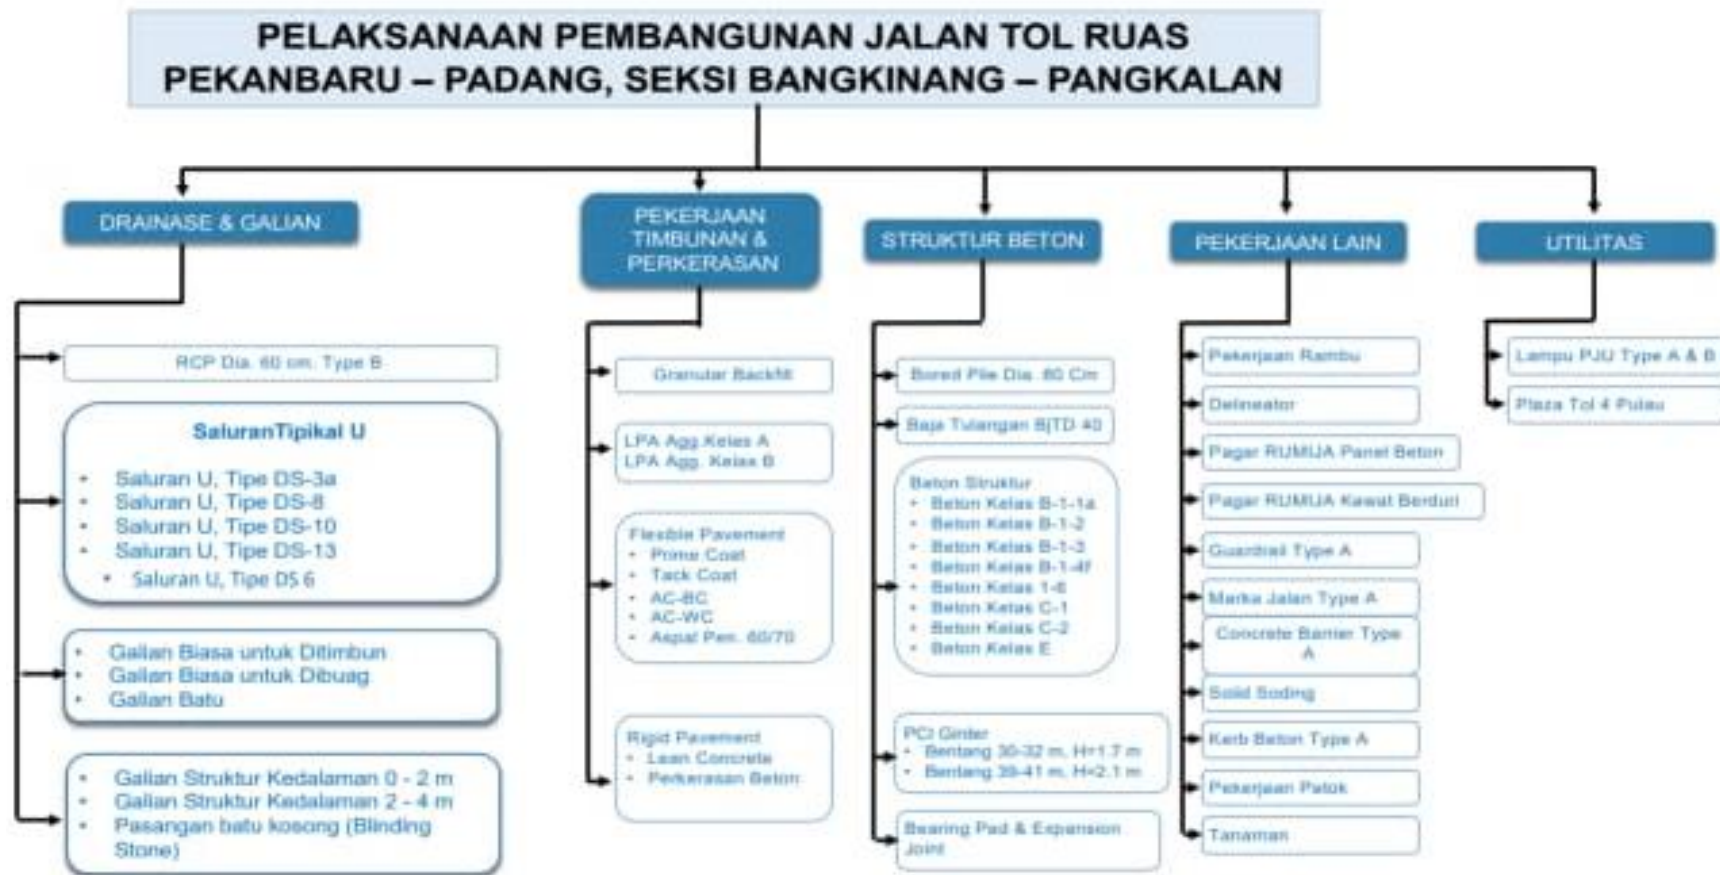 PELAKSANAAN PEMBANGUNAN JALAN TOL RUAS
PEKANBARU – PADANG, SEKSI BANGKINANG – PANGKALAN
DRAINASE & GALIAN
RCP Dia. 60 cm. Type B
SaluranTipikal U
• Saluran U, Tipe DS-3a
• Saluran U, Tipe DS-8
• Saluran U, Tipe DS-10
• Saluran U, Tipe DS-13
• Saluran U, Tipe DS 6
• Galian Biasa untuk Ditimbun
• Galian Biasa untuk Dibuag
• Galian Batu
• Galian Struktur Kedalaman 0 - 2 m
• Galian Struktur Kedalaman 2 - 4 m
• Pasangan batu kosong (Blinding
Stone)
PEKERJAAN
TIMBUNAN &
PERKERASAN
Granular Backfill
LPA Agg.Kelas A
LPA Agg. Kelas B
Flexible Pavement
• Prime Coat
• Tack Coat
• AC-BC
• AC-WC
• Aspal Pen. 60/70
Rigid Pavement
• Lean Concrete
• Perkerasan Beton
STRUKTUR BETON
Bored Pile Dia. 80 Cm
Baja Tulangan BjTD 40
Beton Struktur
• Beton Kelas B-1-1a
• Beton Kelas B-1-2
• Beton Kelas B-1-3
• Beton Kelas B-1-4f
• Beton Kelas 1-6
• Beton Kelas C-1
• Beton Kelas C-2
• Beton Kelas E
PCI Girder
• Bentang 30-32 m. H=1.7 m
• Bentang 39-41 m. H=2.1 m
Bearing Pad & Expansion
Joint
PEKERJAAN LAIN
Pekerjaan Rambu
Delineator
Pagar RUMIJA Panel Beton
Pagar RUMIJA Kawat Berduri
Guardrail Type A
Marka Jalan Type A
Concrete Barrier Type
A
Solid Soding
Kerb Beton Type A
Pekerjaan Patok
Tanaman
UTILITAS
Lampu PJU Type A & B
Plaza Tol 4 Pulau